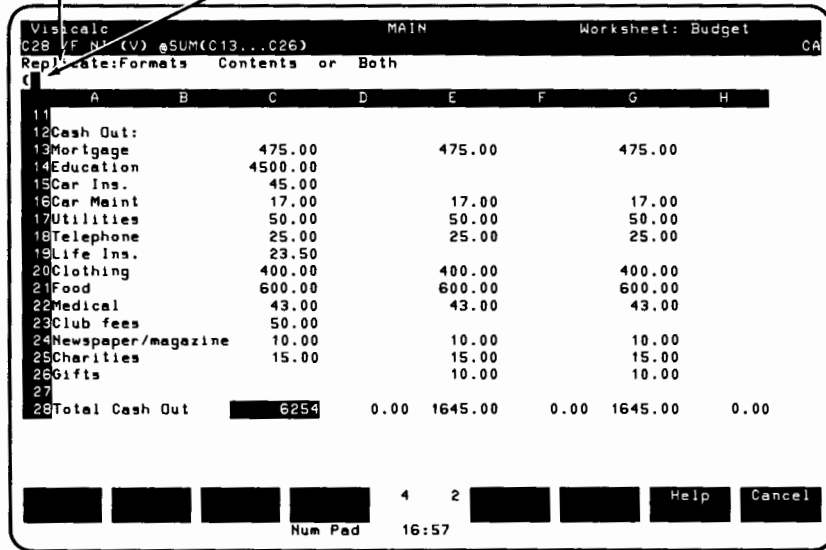 Visicalc MAIN Worksheet: Budget
C28 /F NI (V) @SUM(C13...C26) CA
Replicate:Formats Contents or Both
(
A B C D E F G H
11
12 Cash Out:
13 Mortgage 475.00 475.00 475.00
14 Education 4500.00
15 Car Ins. 45.00
16 Car Maint 17.00 17.00 17.00
17 Utilities 50.00 50.00 50.00
18 Telephone 25.00 25.00 25.00
19 Life Ins. 23.50
20 Clothing 400.00 400.00 400.00
21 Food 600.00 600.00 600.00
22 Medical 43.00 43.00 43.00
23 Club fees 50.00
24 Newspaper/magazine 10.00 10.00 10.00
25 Charities 15.00 15.00 15.00
26 Gifts 10.00 10.00
27
28 Total Cash Out 6254 0.00 1645.00 0.00 1645.00 0.00
4 2 Help Cancel
Num Pad 16:57